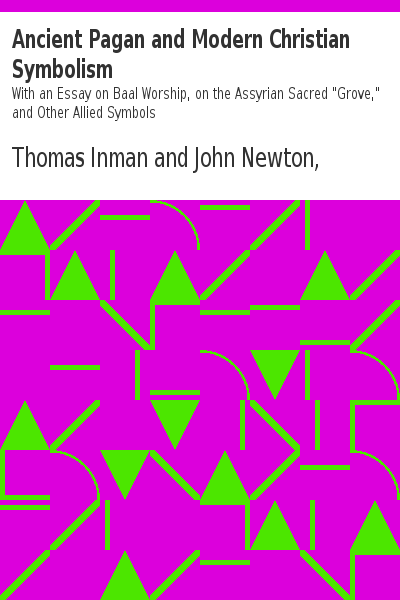 Ancient Pagan and Modern Christian
Symbolism
With an Essay on Baal Worship, on the Assyrian Sacred "Grove,"
and Other Allied Symbols
Thomas Inman and John Newton,